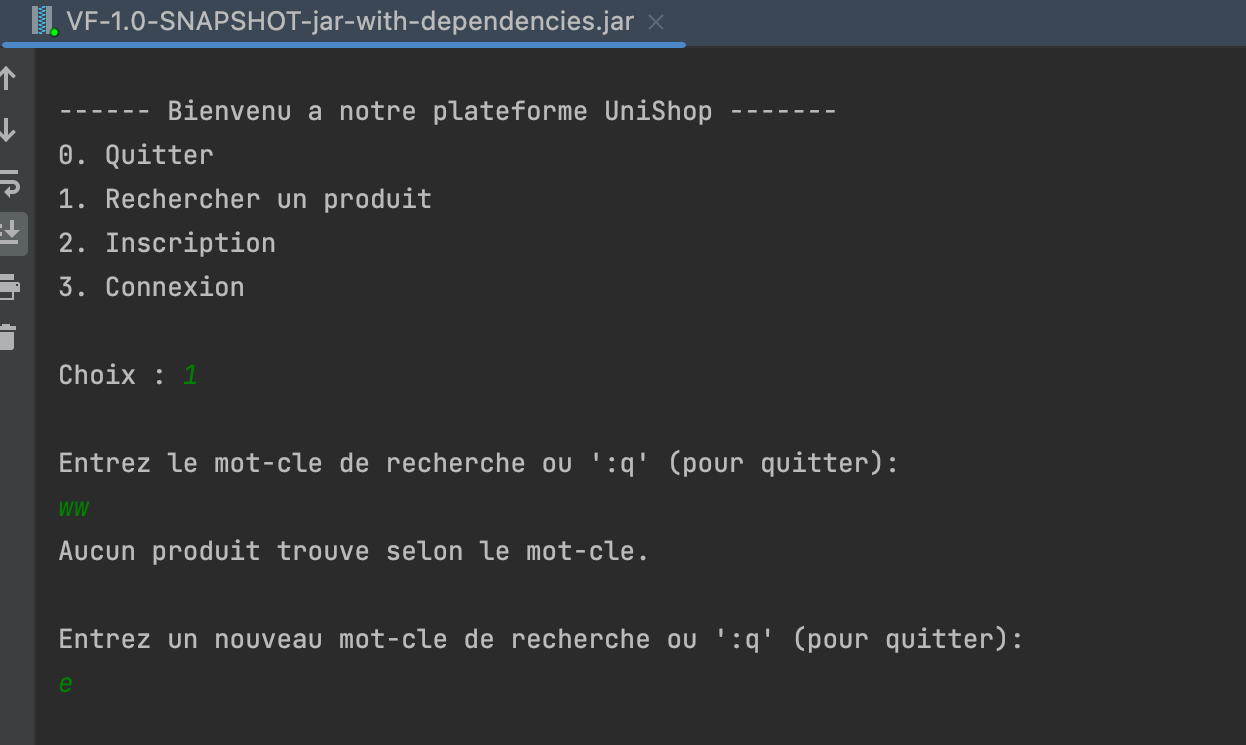 VF-1.0-SNAPSHOT-jar-with-dependencies.jar
------ Bienvenu a notre plateforme UniShop -------
0. Quitter
1. Rechercher un produit
2. Inscription
3. Connexion
Choix : 1
Entrez le mot-cle de recherche ou ':q' (pour quitter):
ww
Aucun produit trouve selon le mot-cle.
Entrez un nouveau mot-cle de recherche ou ':q' (pour quitter):
e